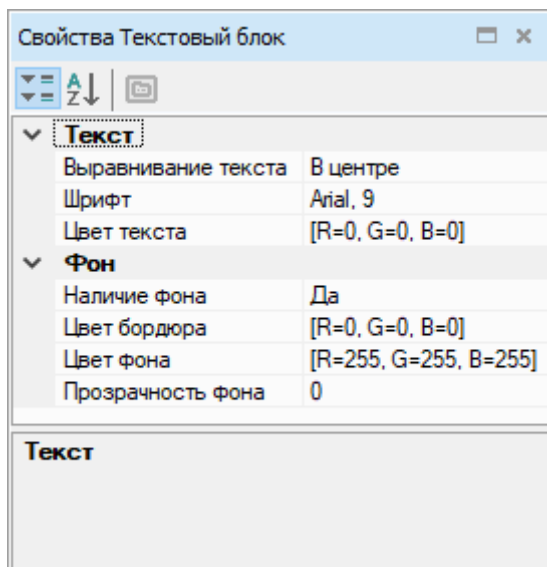 Свойства Текстовый блок
Текст
Выравнивание текста В центре
Шрифт Arial, 9
Цвет текста [R=0, G=0, B=0]
Фон
Наличие фона Да
Цвет бордюра [R=0, G=0, B=0]
Цвет фона [R=255, G=255, B=255]
Прозрачность фона 0
Текст